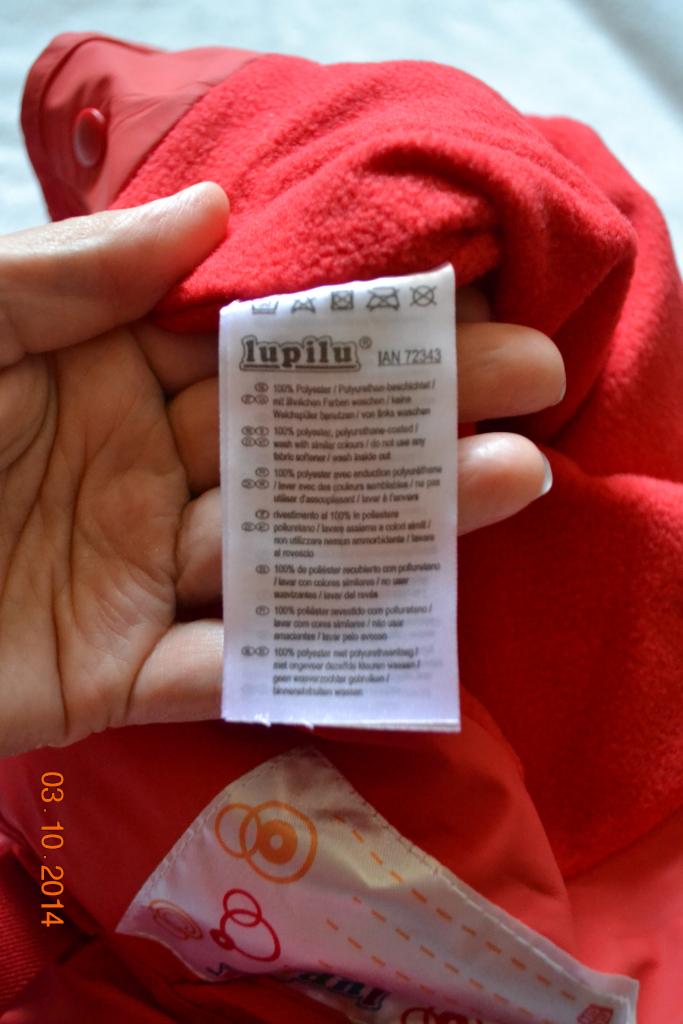 lupilu® IAN 72343
100% Polyester / Polyurethan-beschichtet /
mit ähnlichen Farben waschen / keine
Weichspüler benutzen / von links waschen
100% polyester, polyurethane-coated /
wash with similar colours / do not use any
fabric softener / wash inside out
100% polyester avec enduction polyuréthane
/ laver avec des couleurs semblables / ne pas
utiliser d'assouplissant / laver à l'envers
rivestimento al 100% in poliestere
poliuretano / lavare assieme a colori simili /
non utilizzare nessun ammorbidente / lavare
al rovescio
100% de poliéster recubierto con poliuretano
/ lavar con colores similares / no usar
suavizantes / lavar del revés
100% poliéster revestido com poliuretano /
lavar com cores similares / não usar
amaciantes / lavar pelo avesso
100% polyester met polyurethaanlaag /
met ongeveer dezelfde kleuren wassen /
geen wasverzachter gebruiken /
binnenstebuiten wassen
03.10.2014